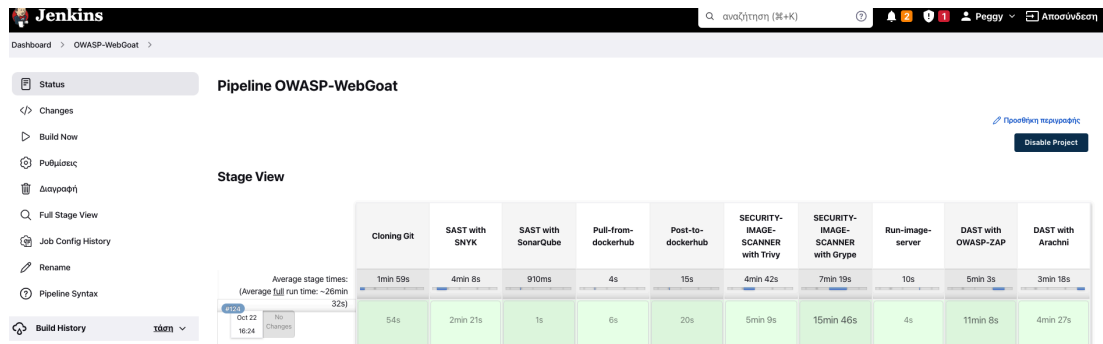 Jenkins
αναζήτηση (⌘+K)
2
1
Peggy
Αποσύνδεση
Dashboard > OWASP-WebGoat >
Status
Changes
Build Now
Ρυθμίσεις
Διαγραφή
Full Stage View
Job Config History
Rename
Pipeline Syntax
Build History τάση
Pipeline OWASP-WebGoat
Προσθήκη περιγραφής
Disable Project
Stage View
Cloning Git
SAST with
SNYK
SAST with
SonarQube
Pull-from-
dockerhub
Post-to-
dockerhub
SECURITY-
IMAGE-
SCANNER
with Trivy
SECURITY-
IMAGE-
SCANNER
with Grype
Run-image-
server
DAST with
OWASP-ZAP
DAST with
Arachni
Average stage times:
(Average full run time: ~26min
32s)
1min 59s 4min 8s 910ms 4s 15s 4min 42s 7min 19s 10s 5min 3s 3min 18s
#124
Oct 22
16:24
No
Changes
54s 2min 21s 1s 6s 20s 5min 9s 15min 46s 4s 11min 8s 4min 27s